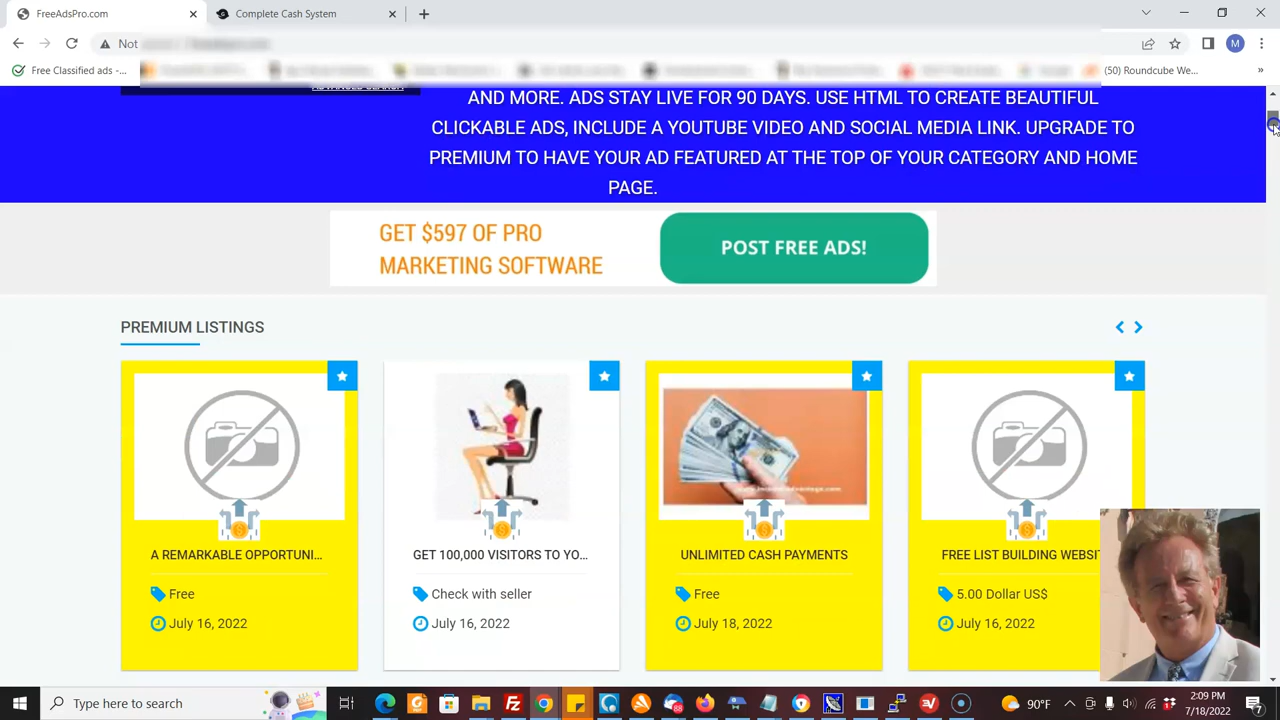 FreeAdsPro.com
Complete Cash System
Not
Free Classified ads -...
(50) Roundcube We...
ADVANCED SEARCH
AND MORE. ADS STAY LIVE FOR 90 DAYS. USE HTML TO CREATE BEAUTIFUL
CLICKABLE ADS, INCLUDE A YOUTUBE VIDEO AND SOCIAL MEDIA LINK. UPGRADE TO
PREMIUM TO HAVE YOUR AD FEATURED AT THE TOP OF YOUR CATEGORY AND HOME
PAGE.
GET $597 OF PRO
MARKETING SOFTWARE
POST FREE ADS!
PREMIUM LISTINGS
A REMARKABLE OPPORTUNI...
Free
July 16, 2022
GET 100,000 VISITORS TO YO...
Check with seller
July 16, 2022
UNLIMITED CASH PAYMENTS
Free
July 18, 2022
FREE LIST BUILDING WEBSI
5.00 Dollar US$
July 16, 2022
Type here to search
90°F
2:09 PM
7/18/2022